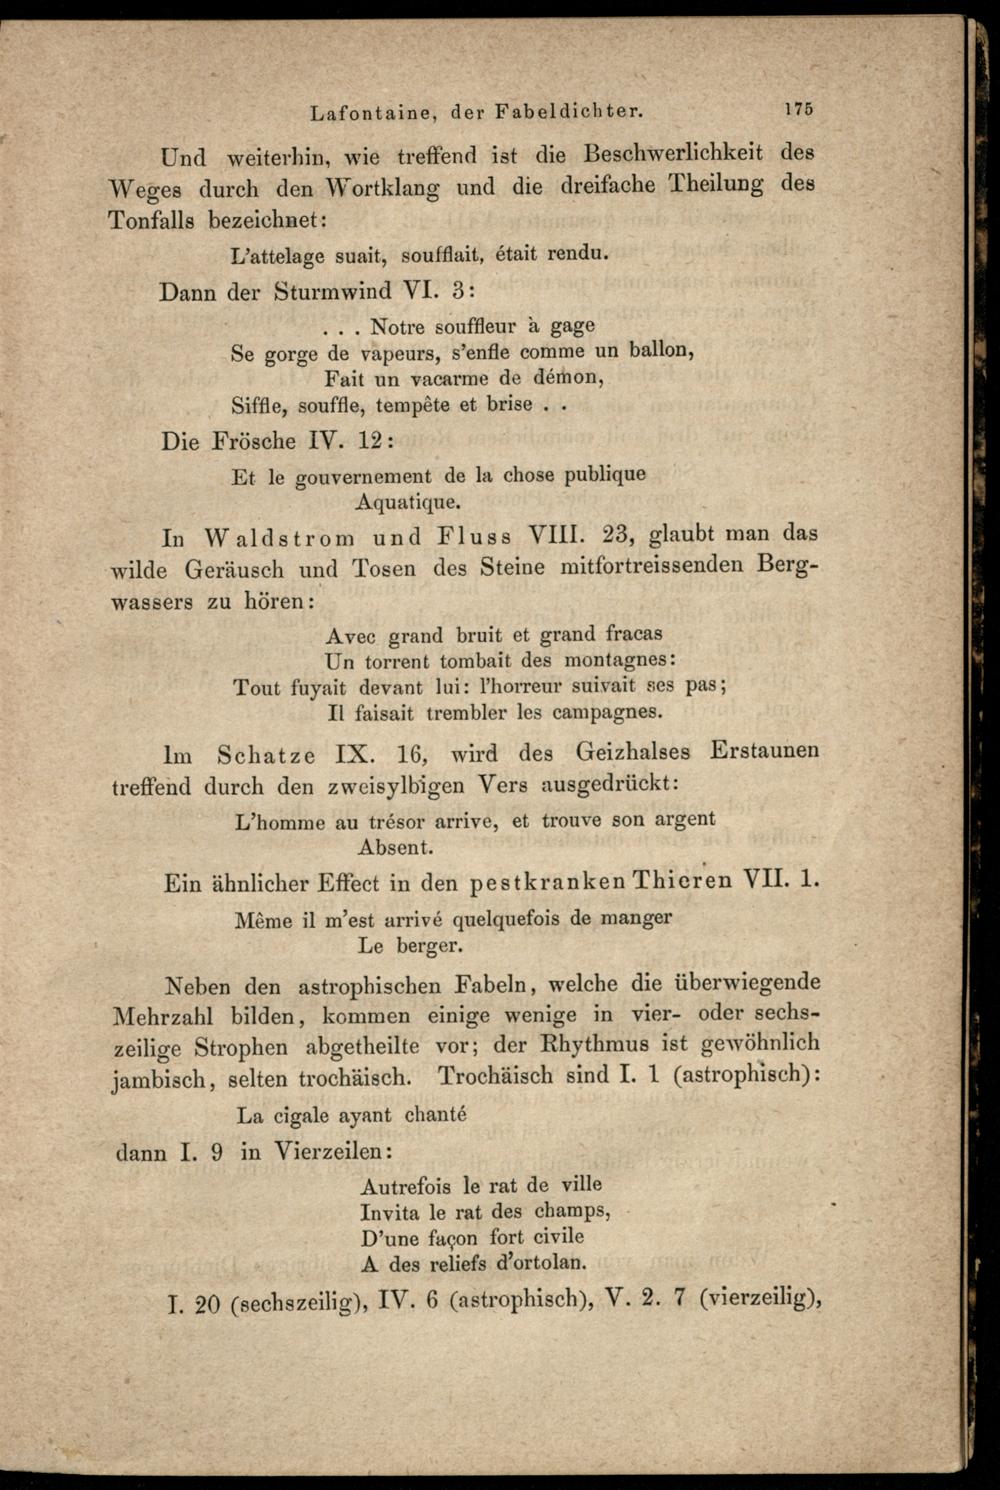 Lafontaine, der Fabeldichter. 175
Und weiterhin, wie treffend ist die Beschwerlichkeit des
Weges durch den Wortklang und die dreifache Theilung des
Tonfalls bezeichnet:
L'attelage suait, soufflait, était rendu.
Dann der Sturmwind VI. 3:
. . . Notre souffleur à gage
Se gorge de vapeurs, s'enfle comme un ballon,
Fait un vacarme de démon,
Siffle, souffle, tempête et brise . .
Die Frösche IV. 12:
Et le gouvernement de la chose publique
Aquatique.
In Waldstrom und Fluss VIII. 23, glaubt man das
wilde Geräusch und Tosen des Steine mitfortreissenden Berg-
wassers zu hören:
Avec grand bruit et grand fracas
Un torrent tombait des montagnes:
Tout fuyait devant lui: l'horreur suivait ses pas;
Il faisait trembler les campagnes.
Im Schatze IX. 16, wird des Geizhalses Erstaunen
treffend durch den zweisylbigen Vers ausgedrückt:
L'homme au trésor arrive, et trouve son argent
Absent.
Ein ähnlicher Effect in den pestkranken Thieren VII. 1.
Même il m'est arrivé quelquefois de manger
Le berger.
Neben den astrophischen Fabeln, welche die überwiegende
Mehrzahl bilden, kommen einige wenige in vier- oder sechs-
zeilige Strophen abgetheilte vor; der Rhythmus ist gewöhnlich
jambisch, selten trochäisch. Trochäisch sind I. 1 (astrophisch):
La cigale ayant chanté
dann I. 9 in Vierzeilen:
Autrefois le rat de ville
Invita le rat des champs,
D'une façon fort civile
A des reliefs d'ortolan.
I. 20 (sechszeilig), IV. 6 (astrophisch), V. 2. 7 (vierzeilig),